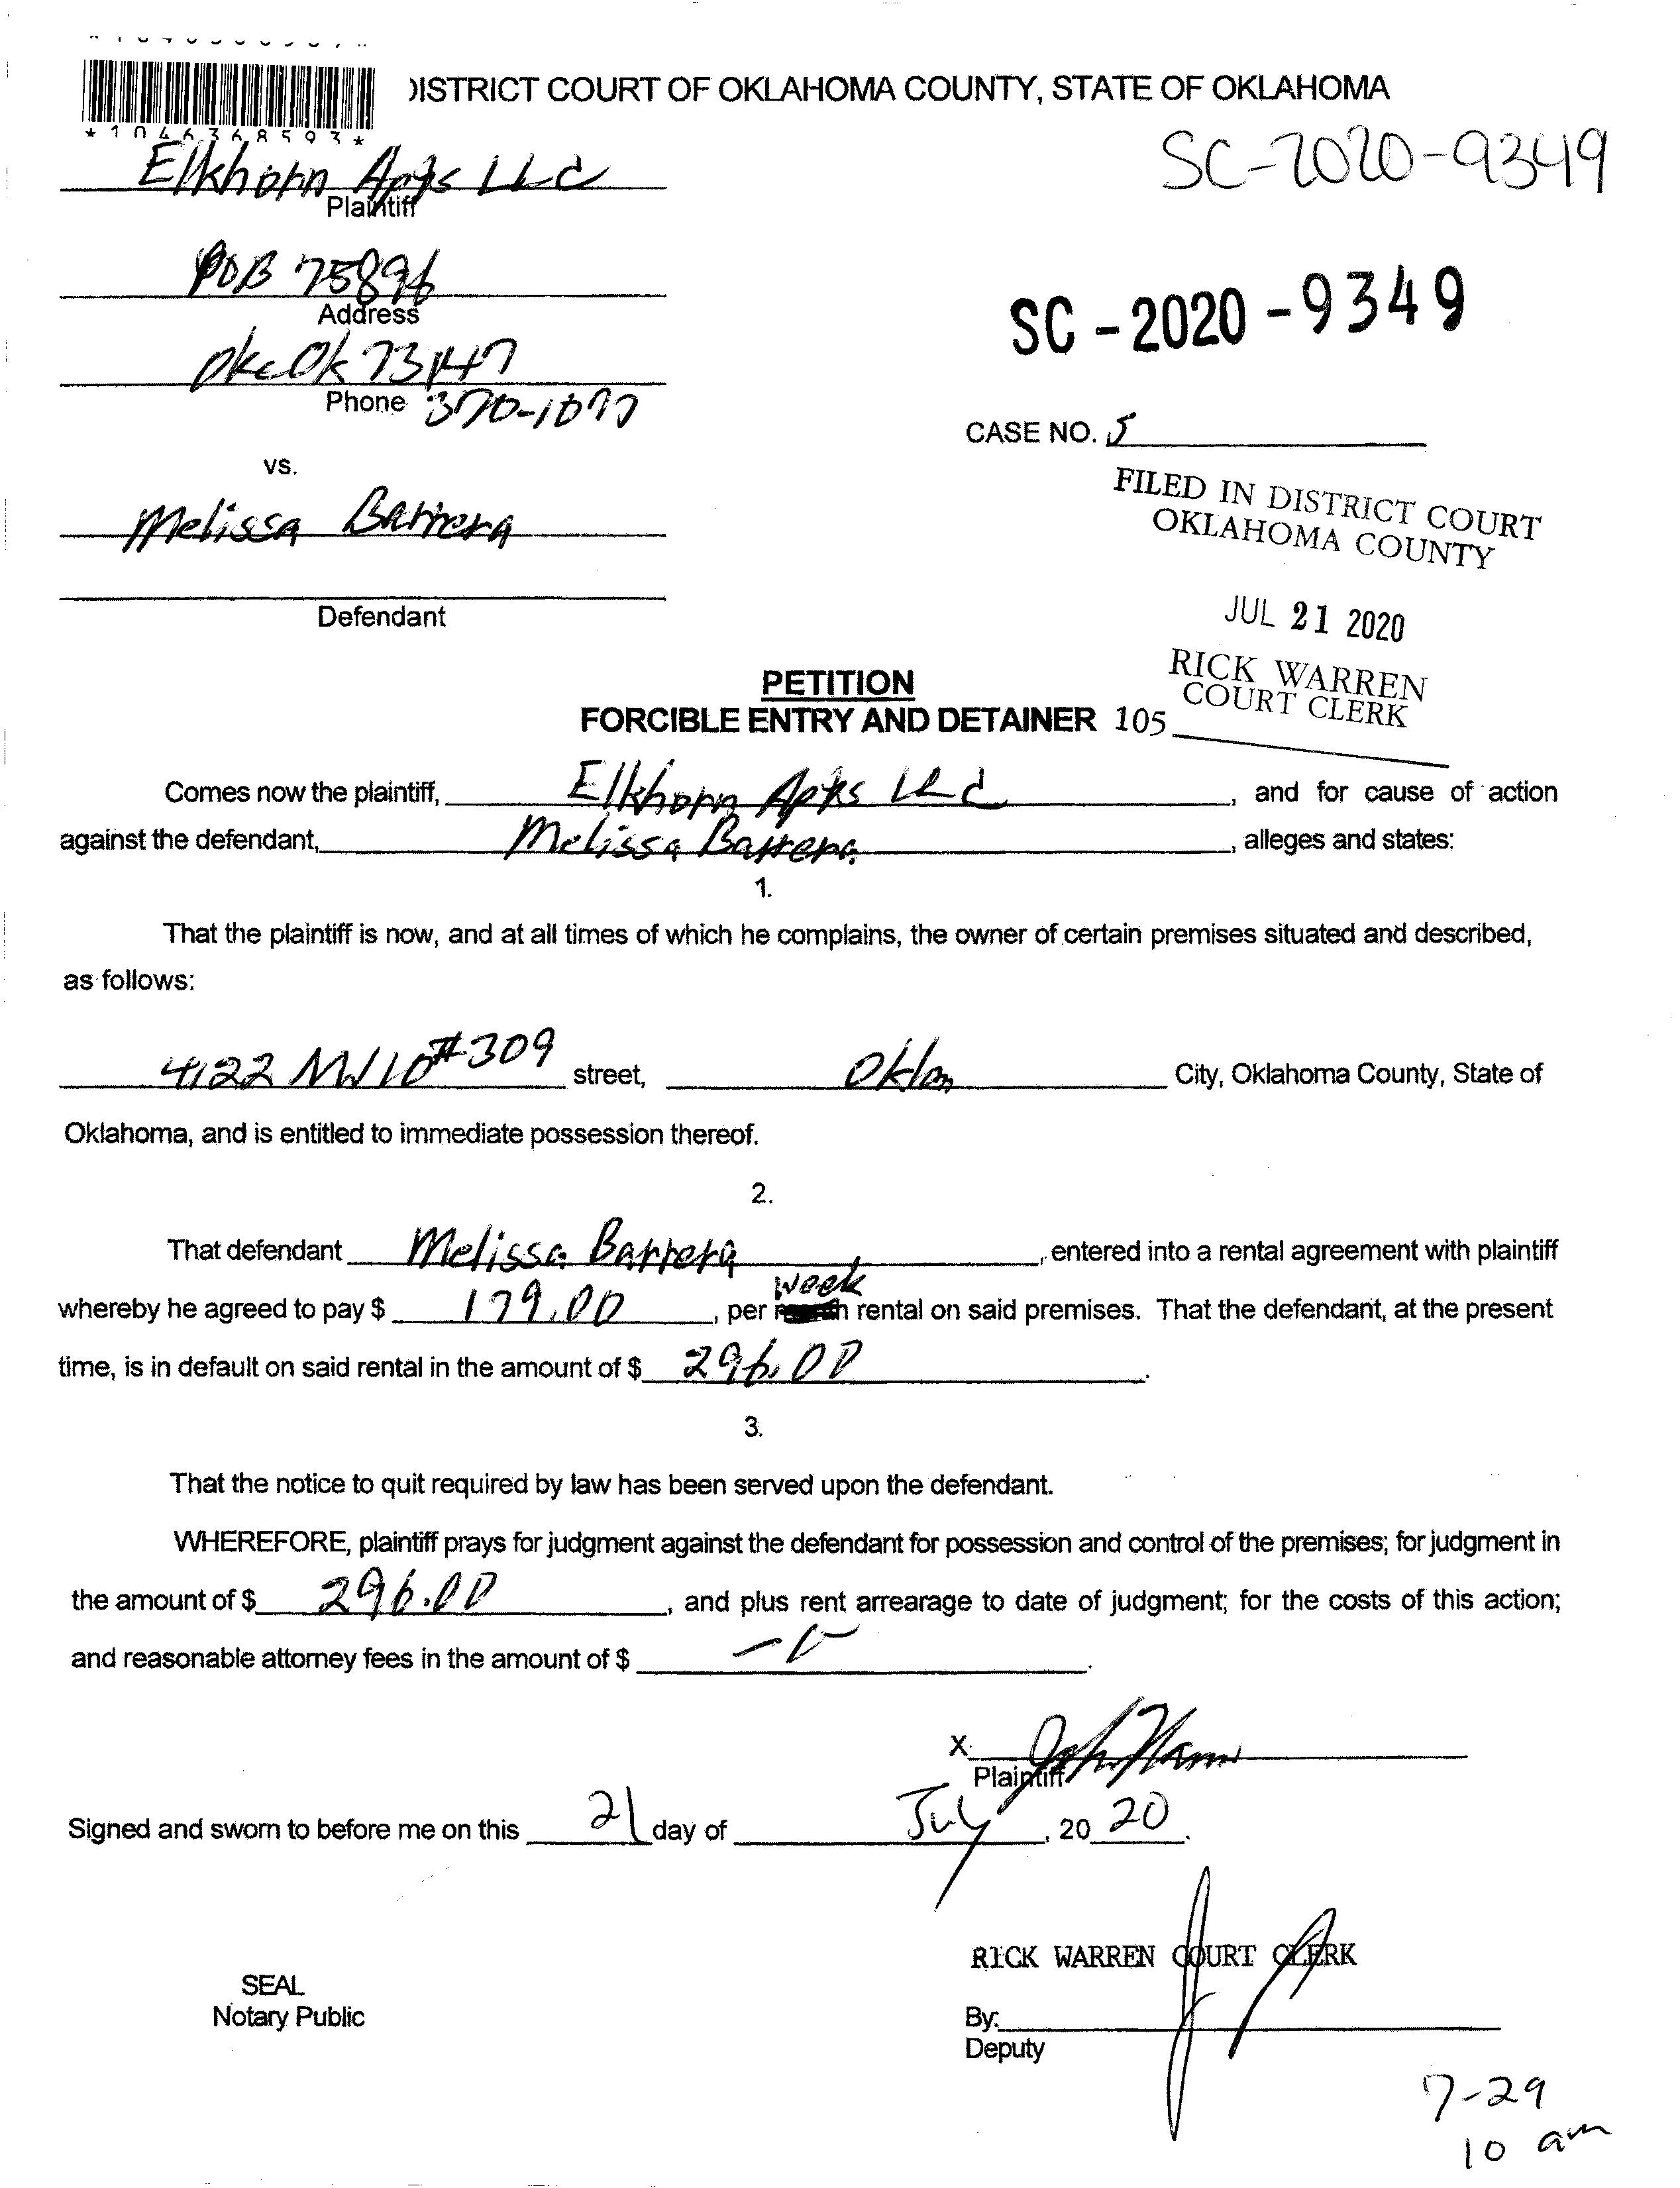 DISTRICT COURT OF OKLAHOMA COUNTY, STATE OF OKLAHOMA
*1046368593*
SC-2020-9349
Elkhorn Apts LLC
Plaintiff
POB 75896
Address
SC-2020-9349
OKC OK 73147
Phone 370-1077
CASE NO. 5
vs.
Melissa Barrera
FILED IN DISTRICT COURT
OKLAHOMA COUNTY
Defendant
JUL 21 2020
RICK WARREN
COURT CLERK
PETITION
FORCIBLE ENTRY AND DETAINER 105
Comes now the plaintiff, Elkhorn Apts LLC, and for cause of action
against the defendant, Melissa Barrera, alleges and states:
1.
That the plaintiff is now, and at all times of which he complains, the owner of certain premises situated and described,
as follows:
4122 NW 10 #309 street, Oklam City, Oklahoma County, State of
Oklahoma, and is entitled to immediate possession thereof.
2.
That defendant Melissa Barrera, entered into a rental agreement with plaintiff
week
whereby he agreed to pay $ 179.00, per rental on said premises. That the defendant, at the present
time, is in default on said rental in the amount of $ 296.00.
3.
That the notice to quit required by law has been served upon the defendant.
WHEREFORE, plaintiff prays for judgment against the defendant for possession and control of the premises; for judgment in
the amount of $ 296.00, and plus rent arrearage to date of judgment; for the costs of this action;
and reasonable attorney fees in the amount of $
X
Plaintiff
Signed and sworn to before me on this 21 day of July, 20 20.
RICK WARREN COURT CLERK
SEAL
Notary Public
By:
Deputy
7-29
10 am